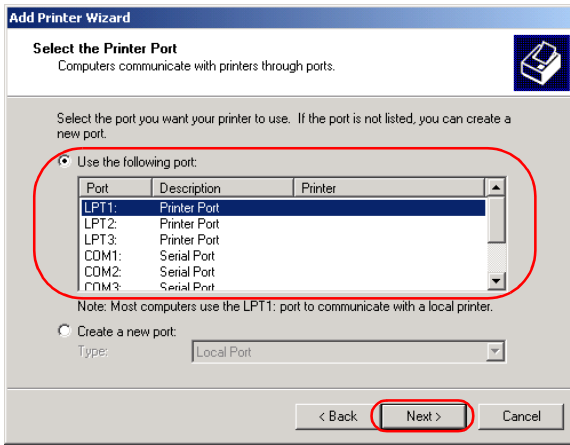 Add Printer Wizard
Select the Printer Port
Computers communicate with printers through ports.
Select the port you want your printer to use. If the port is not listed, you can create a
new port.
Use the following port:
Port Description Printer
LPT1: Printer Port
LPT2: Printer Port
LPT3: Printer Port
COM1: Serial Port
COM2: Serial Port
COM3: Serial Port
Note: Most computers use the LPT1: port to communicate with a local printer.
Create a new port:
Type: Local Port
< Back Next > Cancel